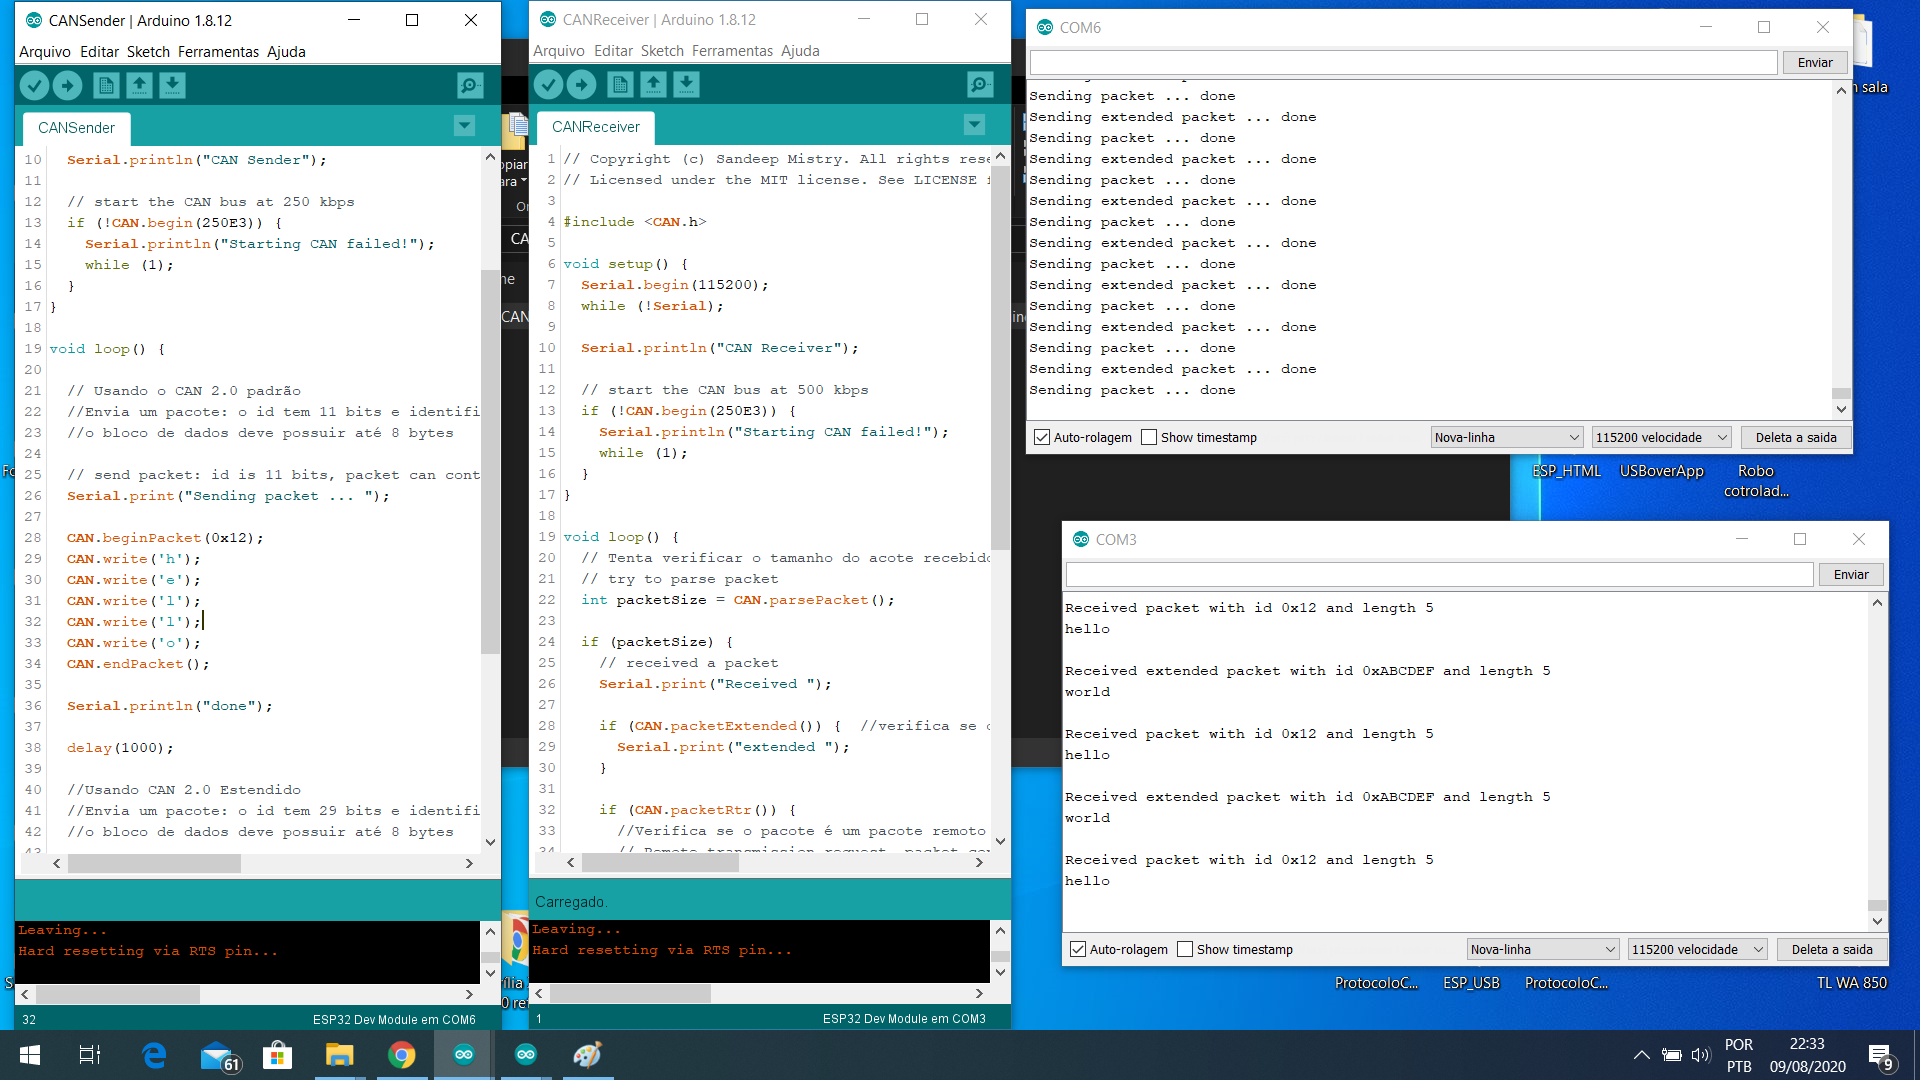 CANSender | Arduino 1.8.12
Arquivo Editar Sketch Ferramentas Ajuda
CANSender
10 Serial.println("CAN Sender");
11
12 // start the CAN bus at 250 kbps
13 if (!CAN.begin(250E3)) {
14 Serial.println("Starting CAN failed!");
15 while (1);
16 }
17 }
18
19 void loop() {
20
21 // Usando o CAN 2.0 padrão
22 //Envia um pacote: o id tem 11 bits e identifi
23 //o bloco de dados deve possuir até 8 bytes
24
25 // send packet: id is 11 bits, packet can cont
26 Serial.print("Sending packet ... ");
27
28 CAN.beginPacket(0x12);
29 CAN.write('h');
30 CAN.write('e');
31 CAN.write('l');
32 CAN.write('l');
33 CAN.write('o');
34 CAN.endPacket();
35
36 Serial.println("done");
37
38 delay(1000);
39
40 //Usando CAN 2.0 Estendido
41 //Envia um pacote: o id tem 29 bits e identifi
42 //o bloco de dados deve possuir até 8 bytes
Leaving...
Hard resetting via RTS pin...
32 ESP32 Dev Module em COM6
CANReceiver | Arduino 1.8.12
Arquivo Editar Sketch Ferramentas Ajuda
CANReceiver
1 // Copyright (c) Sandeep Mistry. All rights rese
2 // Licensed under the MIT license. See LICENSE f
3
4 #include <CAN.h>
5
6 void setup() {
7 Serial.begin(115200);
8 while (!Serial);
9
10 Serial.println("CAN Receiver");
11
12 // start the CAN bus at 500 kbps
13 if (!CAN.begin(250E3)) {
14 Serial.println("Starting CAN failed!");
15 while (1);
16 }
17 }
18
19 void loop() {
20 // Tenta verificar o tamanho do acote recebido
21 // try to parse packet
22 int packetSize = CAN.parsePacket();
23
24 if (packetSize) {
25 // received a packet
26 Serial.print("Received ");
27
28 if (CAN.packetExtended()) { //verifica se
29 Serial.print("extended ");
30 }
31
32 if (CAN.packetRtr()) {
33 //Verifica se o pacote é um pacote remoto
34 // Remote transmission request, packet
Carregado.
Leaving...
Hard resetting via RTS pin...
1 ESP32 Dev Module em COM3
COM6
Enviar
Sending packet ... done
Sending extended packet ... done
Sending packet ... done
Sending extended packet ... done
Sending packet ... done
Sending extended packet ... done
Sending packet ... done
Sending extended packet ... done
Sending packet ... done
Sending extended packet ... done
Sending packet ... done
Sending extended packet ... done
Sending packet ... done
Sending extended packet ... done
Sending packet ... done
Auto-rolagem Show timestamp Nova-linha 115200 velocidade Deleta a saida
sala
ESP_HTML USBoverApp Robo
cotrolad...
COM3
Enviar
Received packet with id 0x12 and length 5
hello
Received extended packet with id 0xABCDEF and length 5
world
Received packet with id 0x12 and length 5
hello
Received extended packet with id 0xABCDEF and length 5
world
Received packet with id 0x12 and length 5
hello
Auto-rolagem Show timestamp Nova-linha 115200 velocidade Deleta a saida
ProtocoloC... ESP_USB ProtocoloC... TL WA 850
61
POR
PTB
22:33
09/08/2020
9